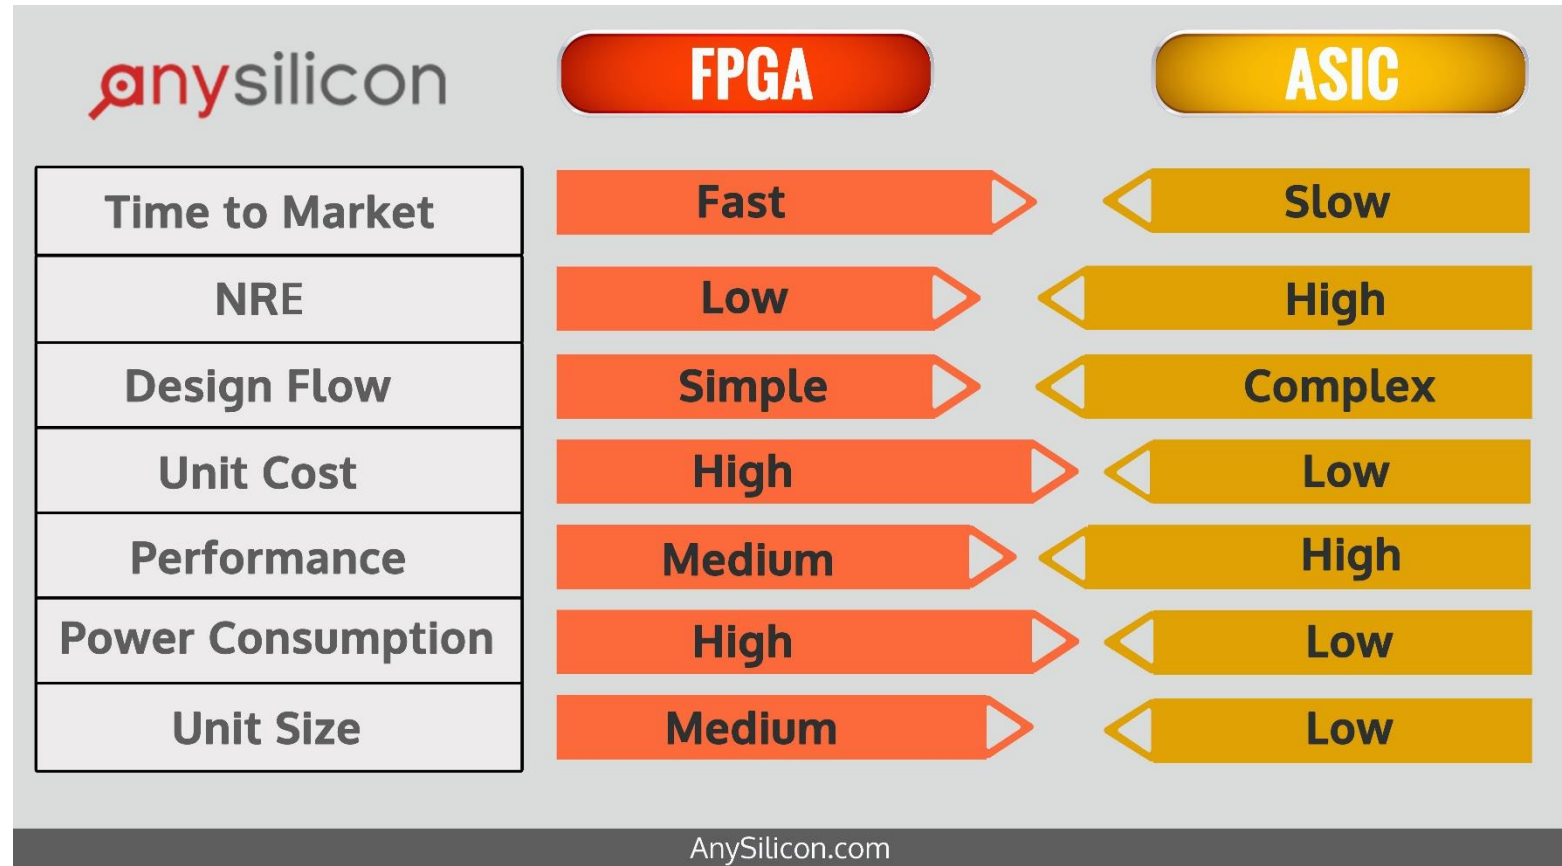 anysilicon FPGA ASIC
Time to Market Fast Slow
NRE Low High
Design Flow Simple Complex
Unit Cost High Low
Performance Medium High
Power Consumption High Low
Unit Size Medium Low
AnySilicon.com